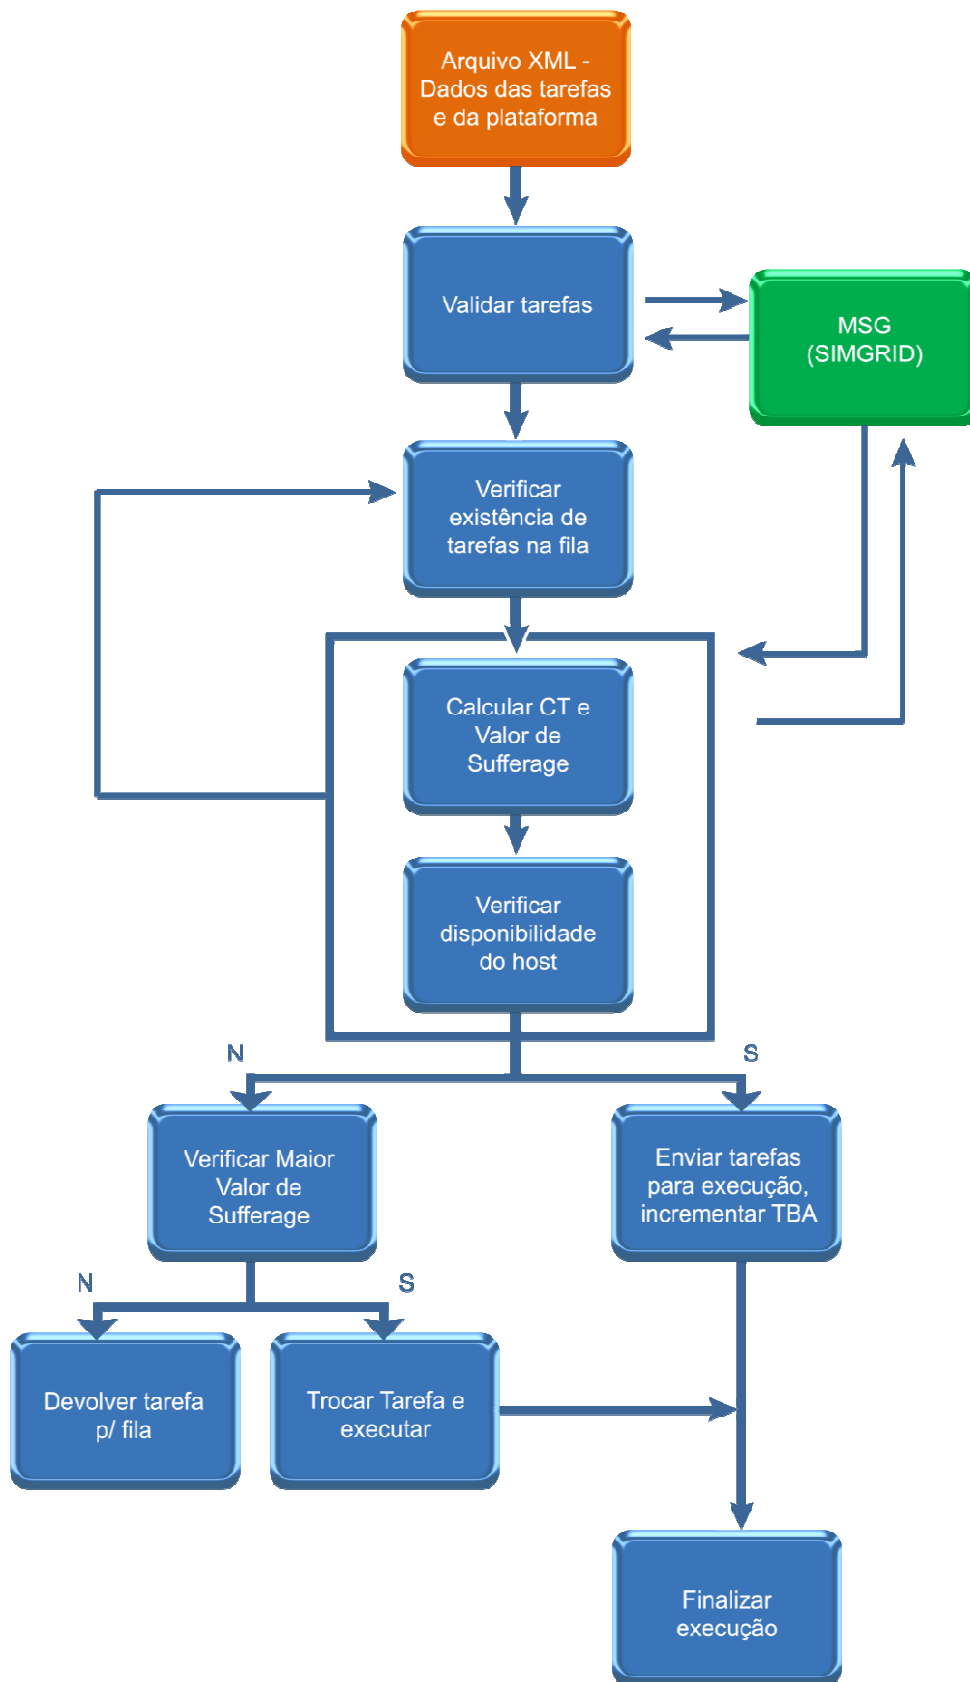 Arquivo XML -
Dados das tarefas
e da plataforma
Validar tarefas
MSG
(SIMGRID)
Verificar
existência de
tarefas na fila
Calcular CT e
Valor de
Sufferage
Verificar
disponibilidade
do host
N
S
Verificar Maior
Valor de
Sufferage
Enviar tarefas
para execução,
incrementar TBA
N
S
Devolver tarefa
p/ fila
Trocar Tarefa e
executar
Finalizar
execução